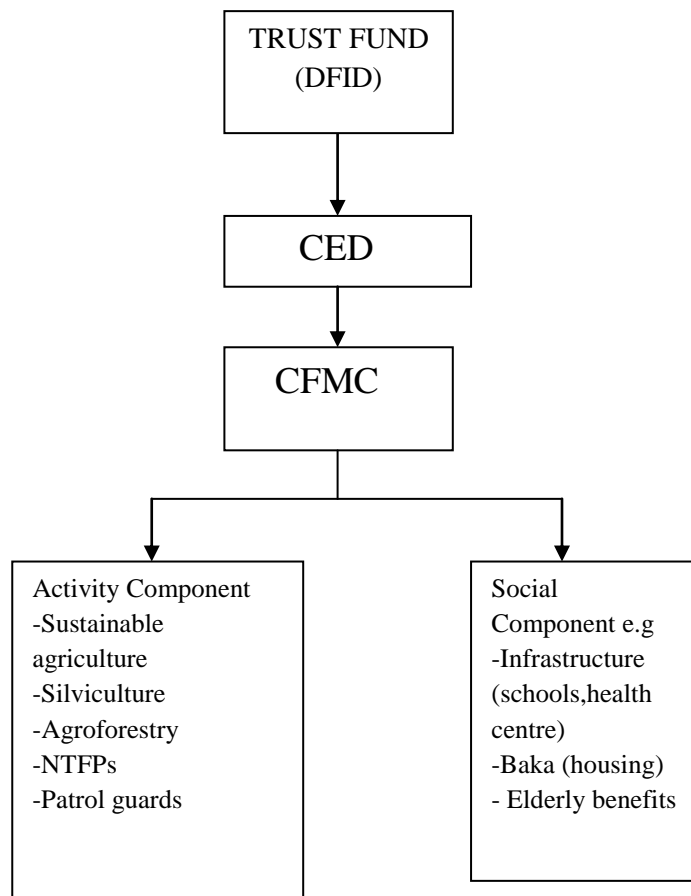 TRUST FUND
(DFID)
CED
CFMC
Activity Component
-Sustainable
agriculture
-Silviculture
-Agroforestry
-NTFPs
-Patrol guards
Social
Component e.g
-Infrastructure
(schools,health
centre)
-Baka (housing)
- Elderly benefits